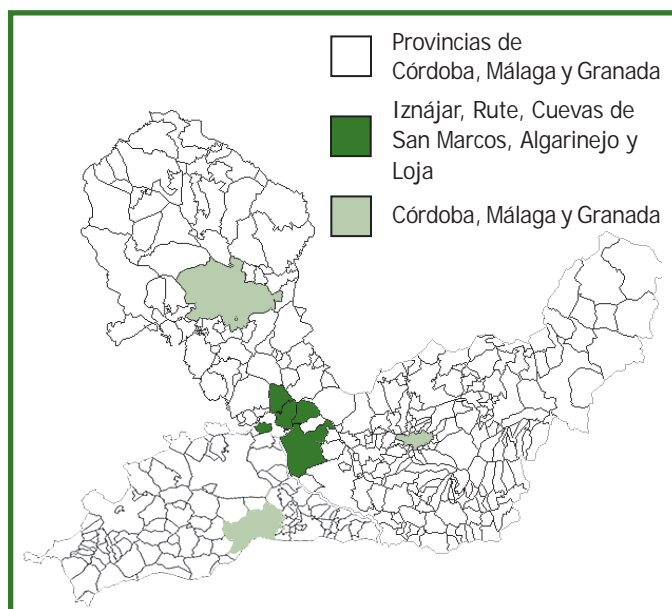 Provincias de
Córdoba, Málaga y Granada
Iznájar, Rute, Cuevas de
San Marcos, Algarinejo y
Loja
Córdoba, Málaga y Granada